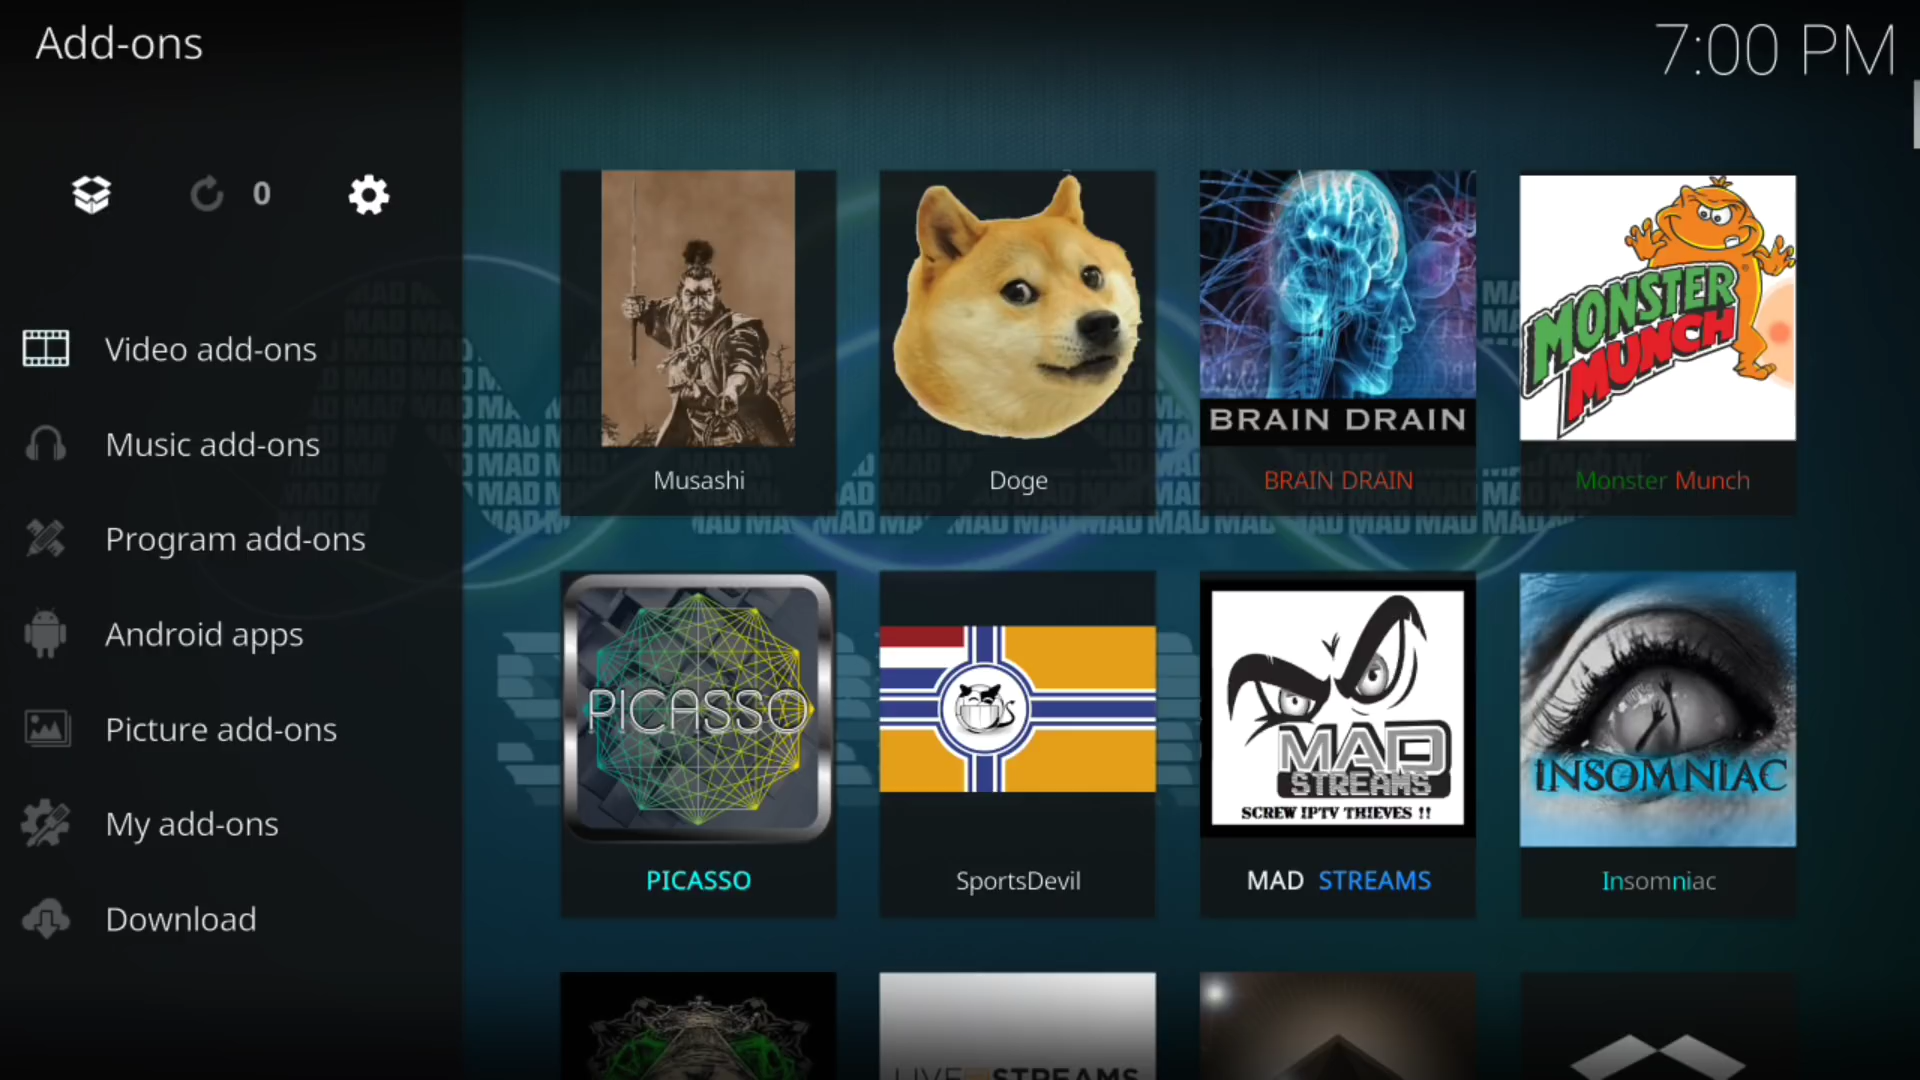 Add-ons
7:00 PM
0
Video add-ons
Music add-ons
Program add-ons
Android apps
Picture add-ons
My add-ons
Download
BRAIN DRAIN
MONSTER
MUNCH
Musashi
Doge
BRAIN DRAIN
Monster Munch
PICASSO
MAD
STREAMS
SCREW IPTV THIEVES !!
INSOMNIAC
PICASSO
SportsDevil
MAD STREAMS
Insomniac
LIVE STREAMS